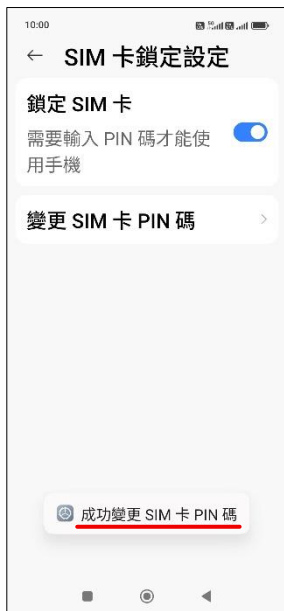 10:00
← SIM 卡鎖定設定
鎖定 SIM 卡
需要輸入 PIN 碼才能使
用手機
變更 SIM 卡 PIN 碼
成功變更 SIM 卡 PIN 碼